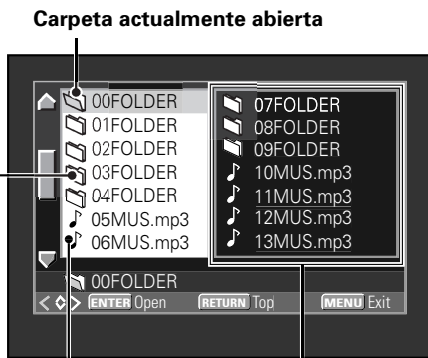 Carpeta actualmente abierta
00FOLDER
01FOLDER
02FOLDER
03FOLDER
04FOLDER
05MUS.mp3
06MUS.mp3
07FOLDER
08FOLDER
09FOLDER
10MUS.mp3
11MUS.mp3
12MUS.mp3
13MUS.mp3
00FOLDER
ENTER Open RETURN Top MENU Exit